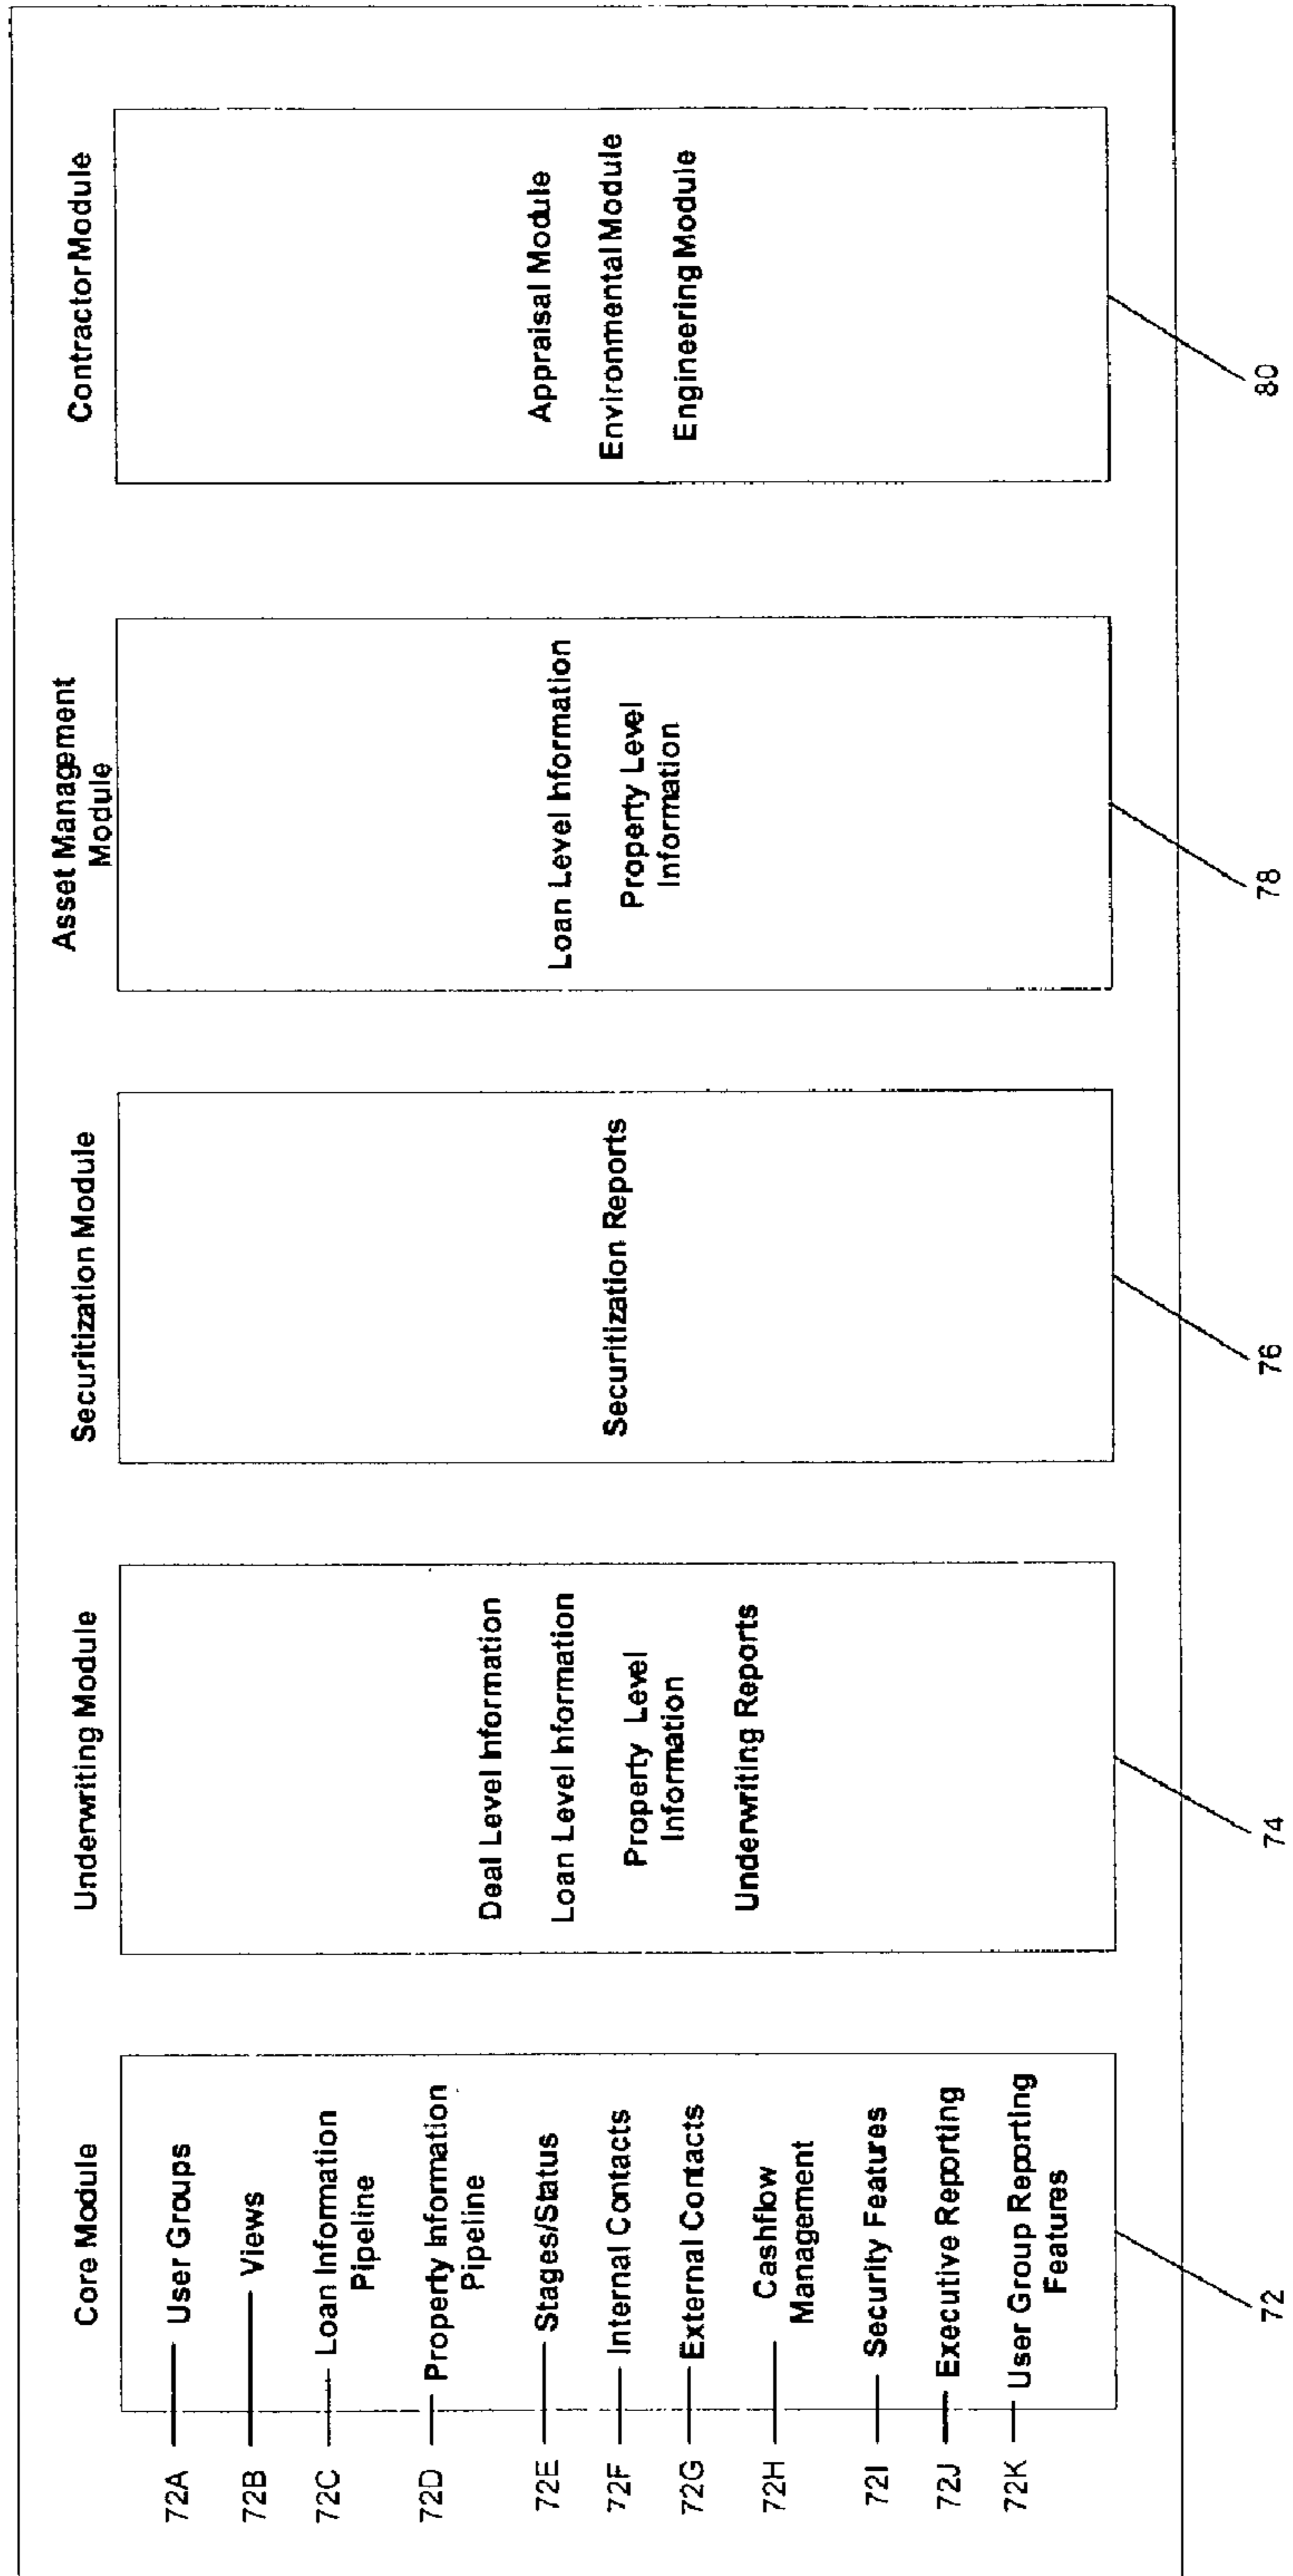 Core Module
72A
User Groups
72B
Views
72C
Loan Information
Pipeline
72D
Property Information
Pipeline
72E
Stages/Status
72F
Internal Contacts
72G
External Contacts
72H
Cashflow
Management
72I
Security Features
72J
Executive Reporting
72K
User Group Reporting
Features
72
Underwriting Module
Deal Level Information
Loan Level Information
Property Level
Information
Underwriting Reports
74
Securitization Module
Securitization Reports
76
Asset Management
Module
Loan Level Information
Property Level
Information
78
Contractor Module
Appraisal Module
Environmental Module
Engineering Module
80